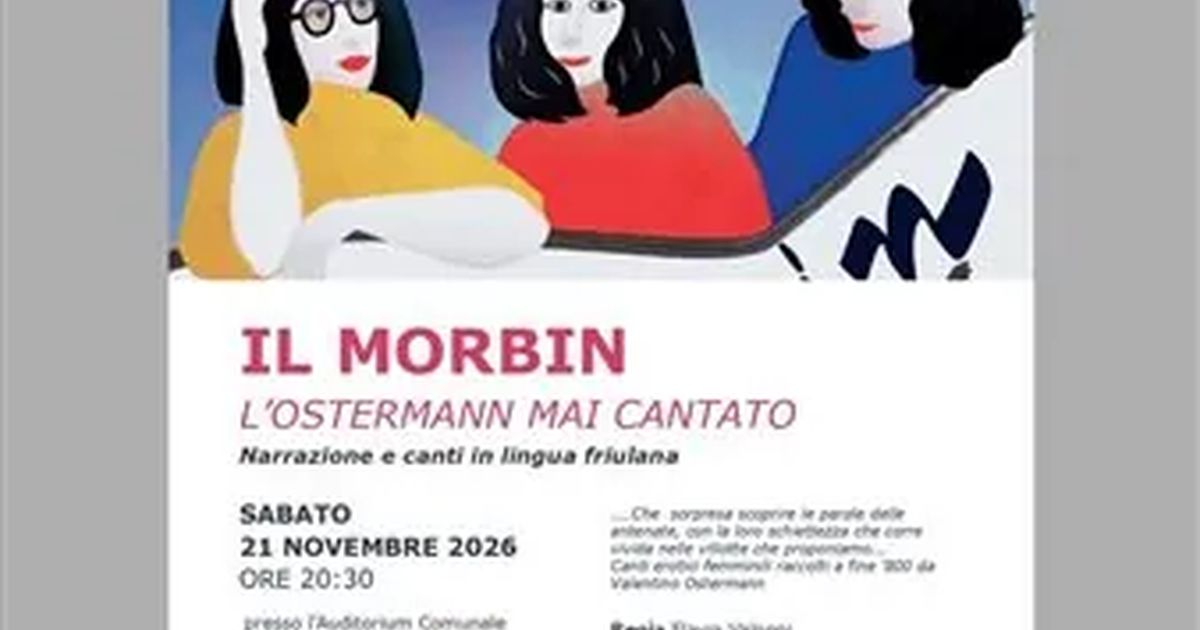 IL MORBIN
L'OSTERMANN MAI CANTATO
Narrazione e canti in lingua friulana
SABATO
21 NOVEMBRE 2026
ORE 20:30
presso l'Auditorium Comunale
....Che sorpresa scoprire le parole delle
antenate, con la loro schiettezza che corre
vivida nelle villotte che proponiamo...
Canti erotici femminili raccolti a fine '800 da
Valentino Ostermann
Regia